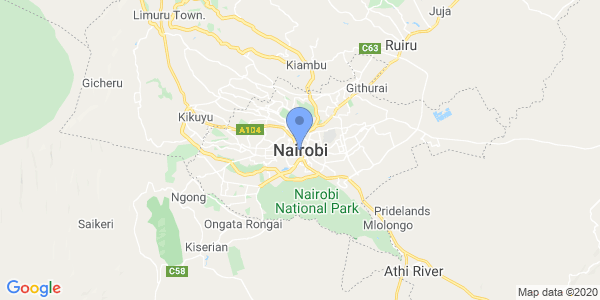 Juja
Limuru Town.
C63
Ruiru
Kiambu
Gicheru
Githurai
Kikuyu
A104
Nairobi
Nairobi
National Park
Ngong
Pridelands
Saikeri
Ongata Rongai
Mlolongo
Kiserian
C58
Athi River
Google
Map data ©2020